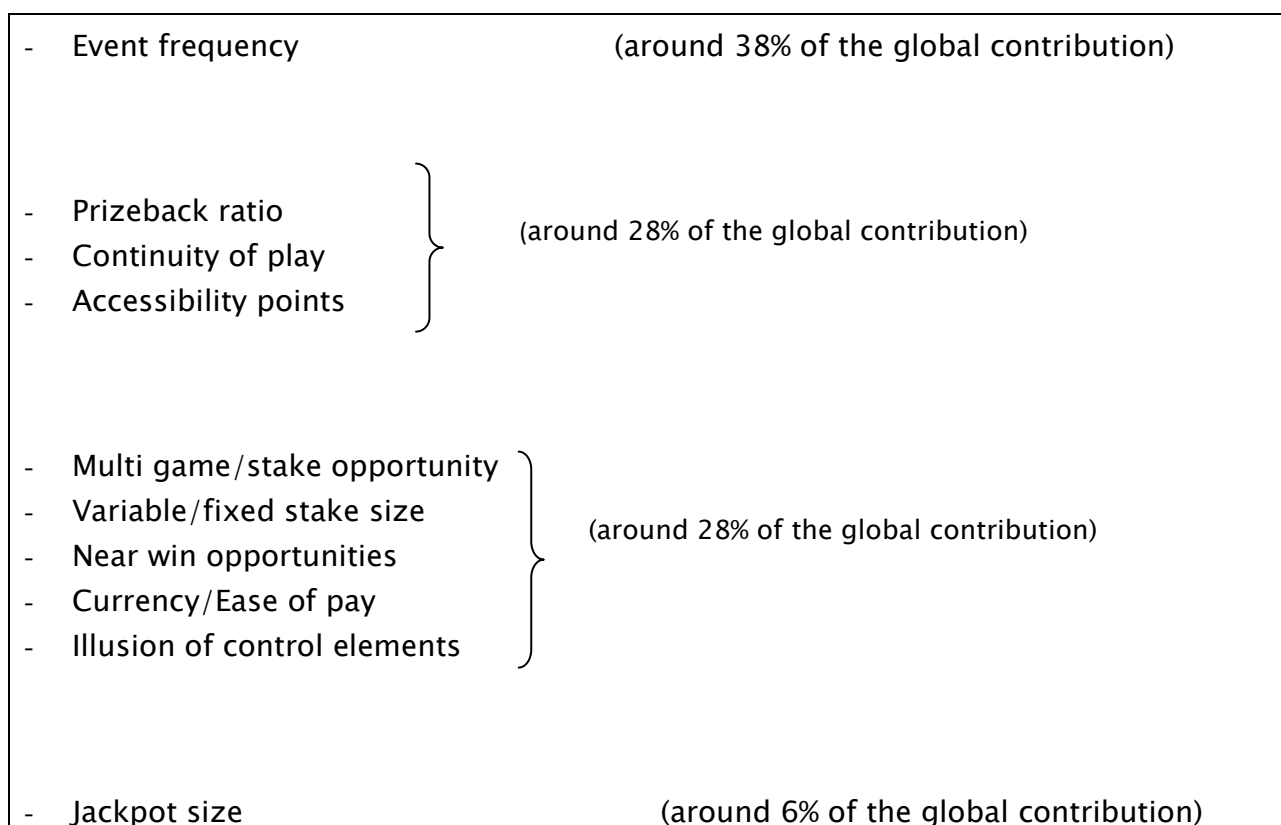 - Event frequency (around 38% of the global contribution)
- Prizeback ratio
(around 28% of the global contribution)
- Continuity of play
- Accessibility points
- Multi game/stake opportunity
- Variable/fixed stake size
(around 28% of the global contribution)
- Near win opportunities
- Currency/Ease of pay
- Illusion of control elements
- Jackpot size (around 6% of the global contribution)